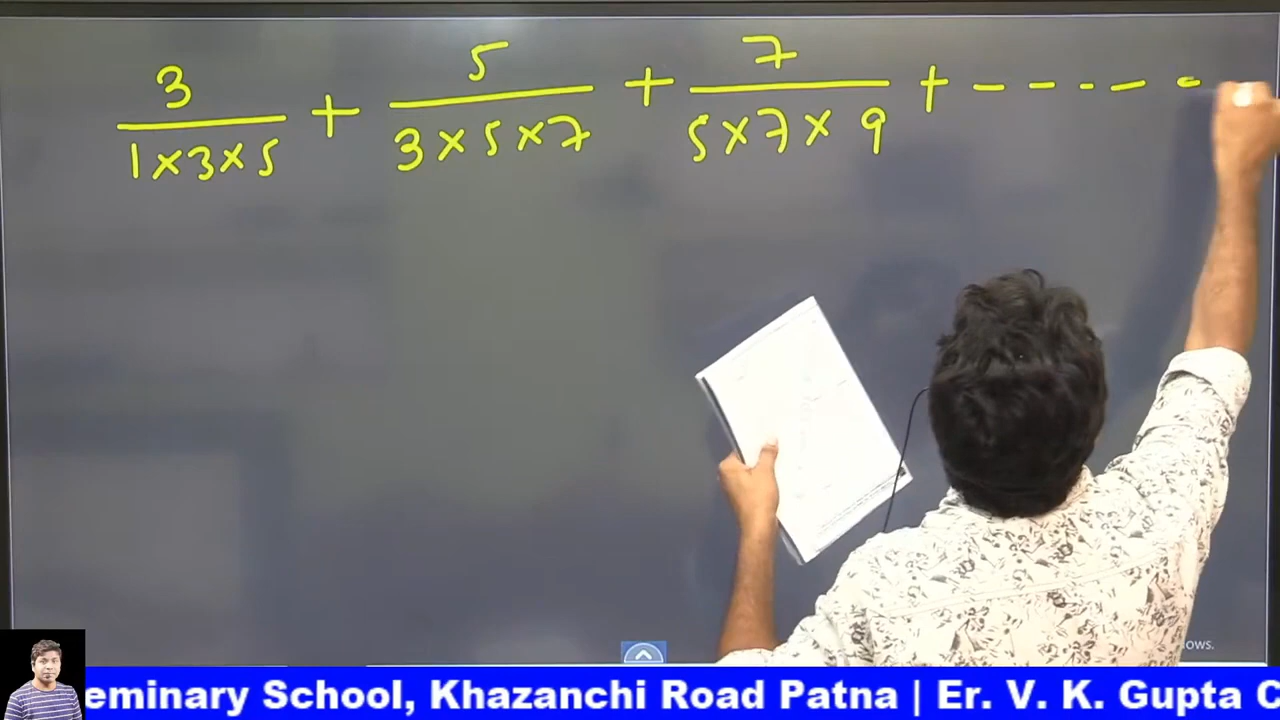 3/(1×3×5) + 5/(3×5×7) + 7/(5×7×9) + - - - - -
ows.
eminary School, Khazanchi Road Patna | Er. V. K. Gupta C